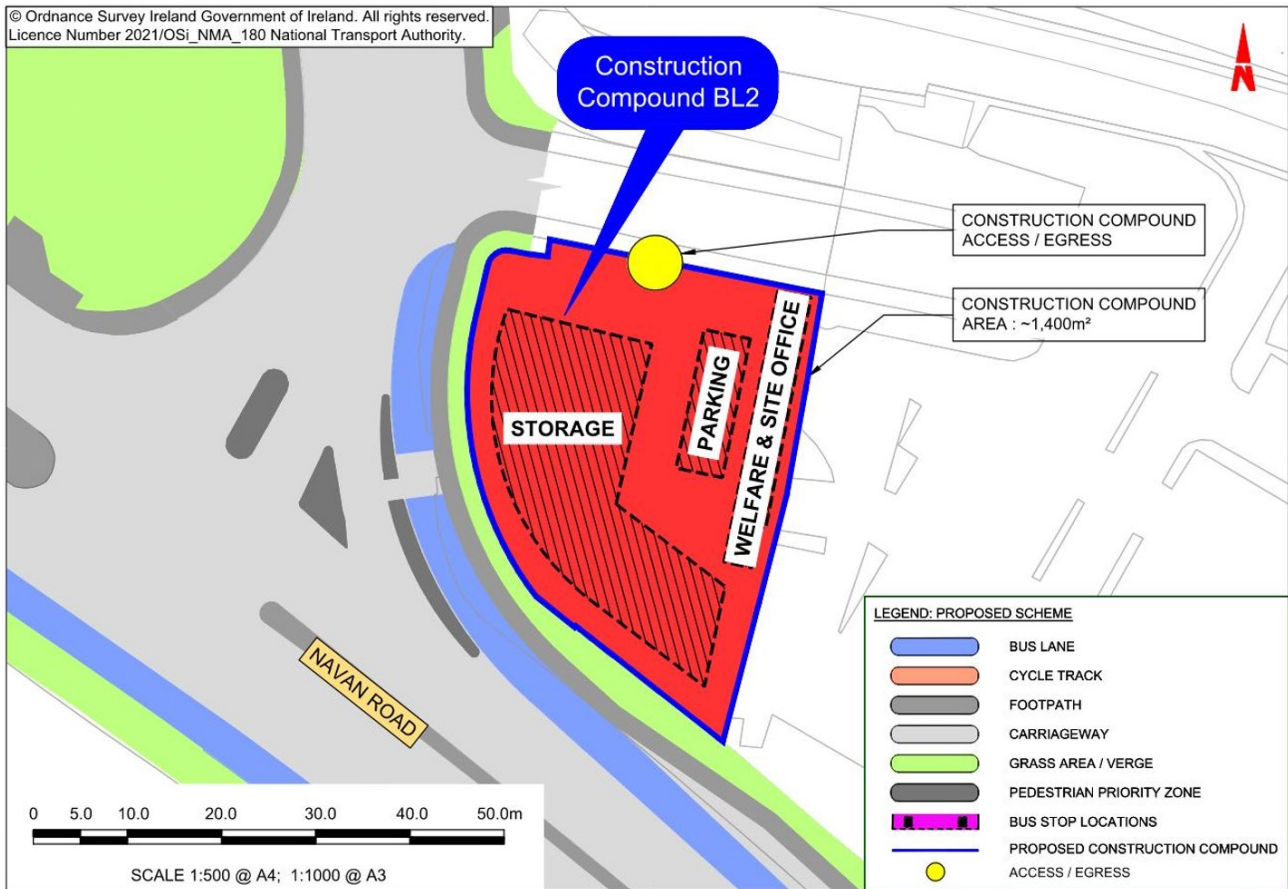 © Ordnance Survey Ireland Government of Ireland. All rights reserved.
Licence Number 2021/OSi_NMA_180 National Transport Authority.
Construction
Compound BL2
N
CONSTRUCTION COMPOUND
ACCESS / EGRESS
CONSTRUCTION COMPOUND
AREA : ~1,400m²
STORAGE
PARKING
WELFARE & SITE OFFICE
NAVAN ROAD
0 5.0 10.0 20.0 30.0 40.0 50.0m
SCALE 1:500 @ A4; 1:1000 @ A3
LEGEND: PROPOSED SCHEME
BUS LANE
CYCLE TRACK
FOOTPATH
CARRIAGEWAY
GRASS AREA / VERGE
PEDESTRIAN PRIORITY ZONE
BUS STOP LOCATIONS
PROPOSED CONSTRUCTION COMPOUND
ACCESS / EGRESS